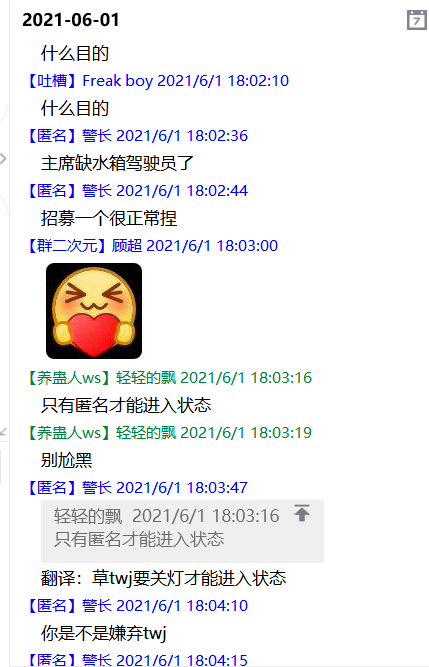 2021-06-01
7
什么目的
【吐槽】Freak boy 2021/6/1 18:02:10
什么目的
【匿名】警长 2021/6/1 18:02:36
主席缺水箱驾驶员了
【匿名】警长 2021/6/1 18:02:44
招募一个很正常捏
【群二次元】顾超 2021/6/1 18:03:00
【养蛊人ws】轻轻的飘 2021/6/1 18:03:16
只有匿名才能进入状态
【养蛊人ws】轻轻的飘 2021/6/1 18:03:19
别尬黑
【匿名】警长 2021/6/1 18:03:47
轻轻的飘 2021/6/1 18:03:16
只有匿名才能进入状态
翻译：草twj要关灯才能进入状态
【匿名】警长 2021/6/1 18:04:10
你是不是嫌弃twj
【匿名】警长 2021/6/1 18:04:15